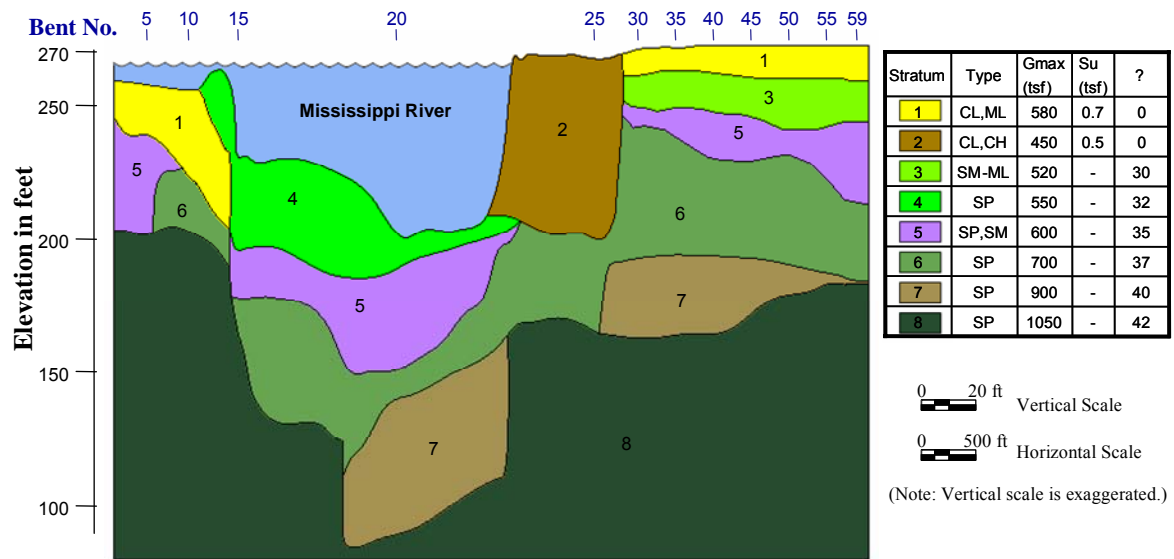 Bent No.
5 10 15 20 25 30 35 40 45 50 55 59
Elevation in feet
270
250
200
150
100
Mississippi River
1
5
6
4
5
7
2
1
3
5
6
7
8
Stratum Type Gmax (tsf) Su (tsf) ?
1 CL,ML 580 0.7 0
2 CL,CH 450 0.5 0
3 SM-ML 520 - 30
4 SP 550 - 32
5 SP,SM 600 - 35
6 SP 700 - 37
7 SP 900 - 40
8 SP 1050 - 42
0 20 ft Vertical Scale
0 500 ft Horizontal Scale
(Note: Vertical scale is exaggerated.)